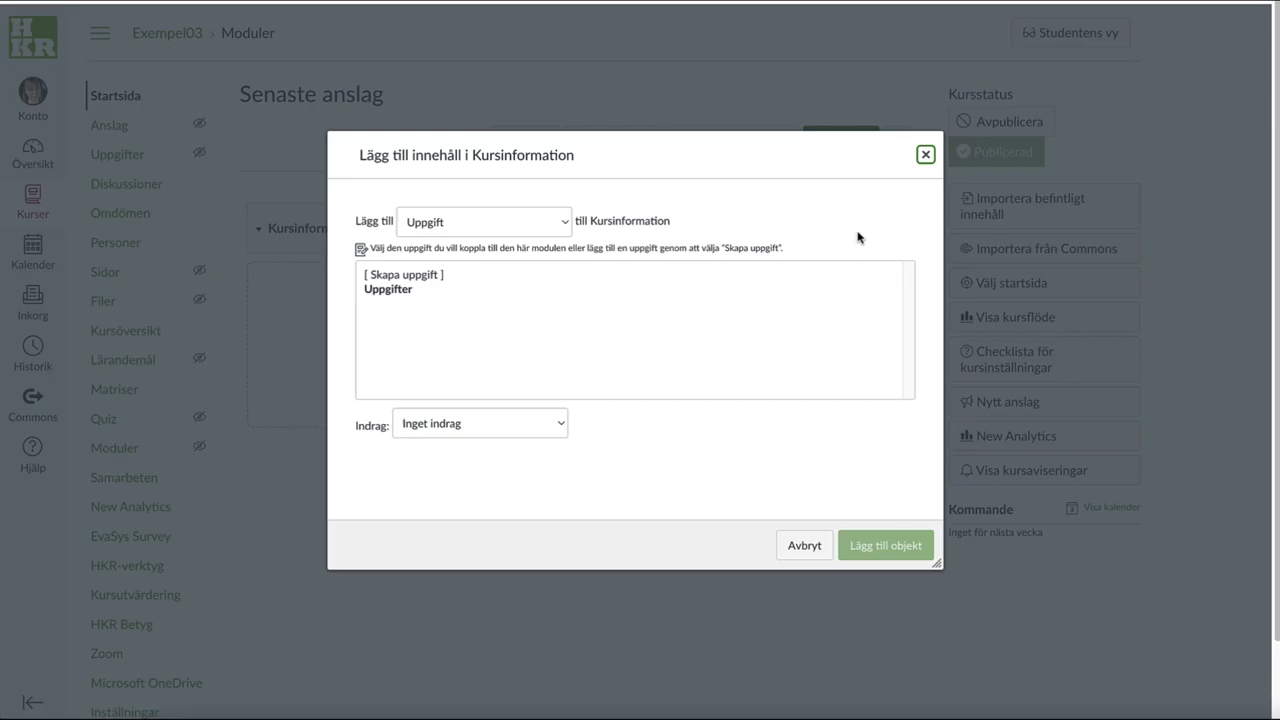 HKR
Exempel03 › Moduler
Studentens vy
Konto
Översikt
Kurser
Kalender
Inkorg
Historik
Commons
Hjälp
Startsida
Anslag
Uppgifter
Diskussioner
Omdömen
Personer
Sidor
Filer
Kursöversikt
Lärandemål
Matriser
Quiz
Moduler
Samarbeten
New Analytics
EvaSys Survey
HKR-verktyg
Kursutvärdering
HKR Betyg
Zoom
Microsoft OneDrive
Inställningar
Senaste anslag
Kursinforn
Lägg till innehåll i Kursinformation
Lägg till Uppgift till Kursinformation
Välj den uppgift du vill koppla till den här modulen eller lägg till en uppgift genom att välja "Skapa uppgift".
[ Skapa uppgift ]
Uppgifter
Indrag: Inget indrag
Avbryt Lägg till objekt
Kursstatus
Avpublicera
Publicerad
Importera befintligt
innehåll
Importera från Commons
Välj startsida
Visa kursflöde
Checklista för
kursinställningar
Nytt anslag
New Analytics
Visa kursaviseringar
Kommande Visa kalender
Inget för nästa vecka